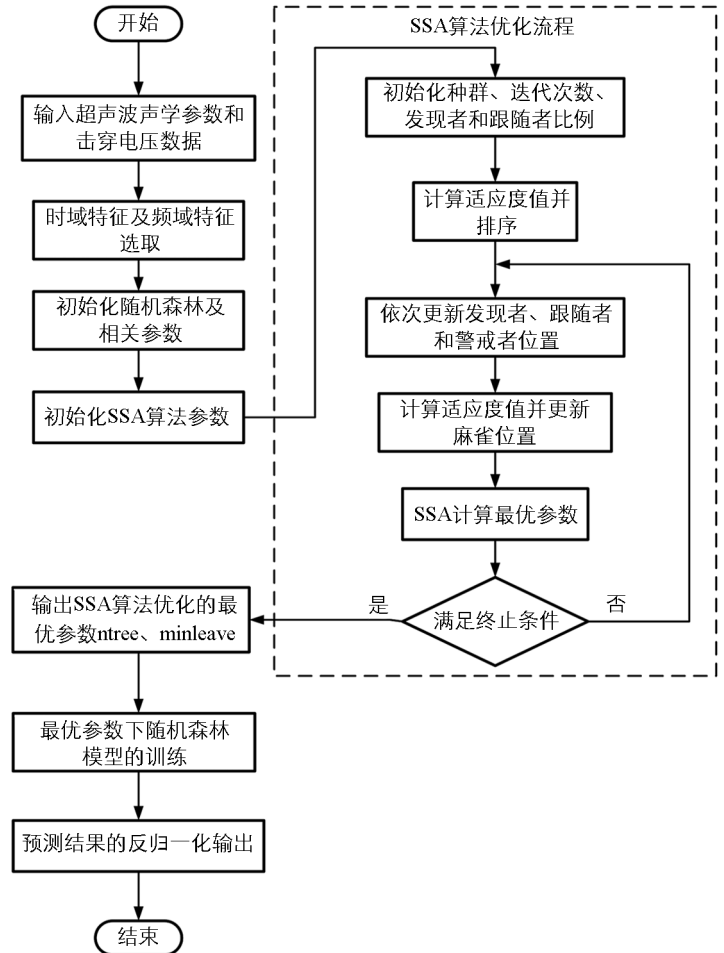 开始
输入超声波声学参数和
击穿电压数据
时域特征及频域特征
选取
初始化随机森林及
相关参数
初始化SSA算法参数
SSA算法优化流程
初始化种群、迭代次数、
发现者和跟随者比例
计算适应度值并
排序
依次更新发现者、跟随者
和警戒者位置
计算适应度值并更新
麻雀位置
SSA计算最优参数
满足终止条件
是
否
输出SSA算法优化的最
优参数ntree、minleave
最优参数下随机森林
模型的训练
预测结果的反归一化输出
结束